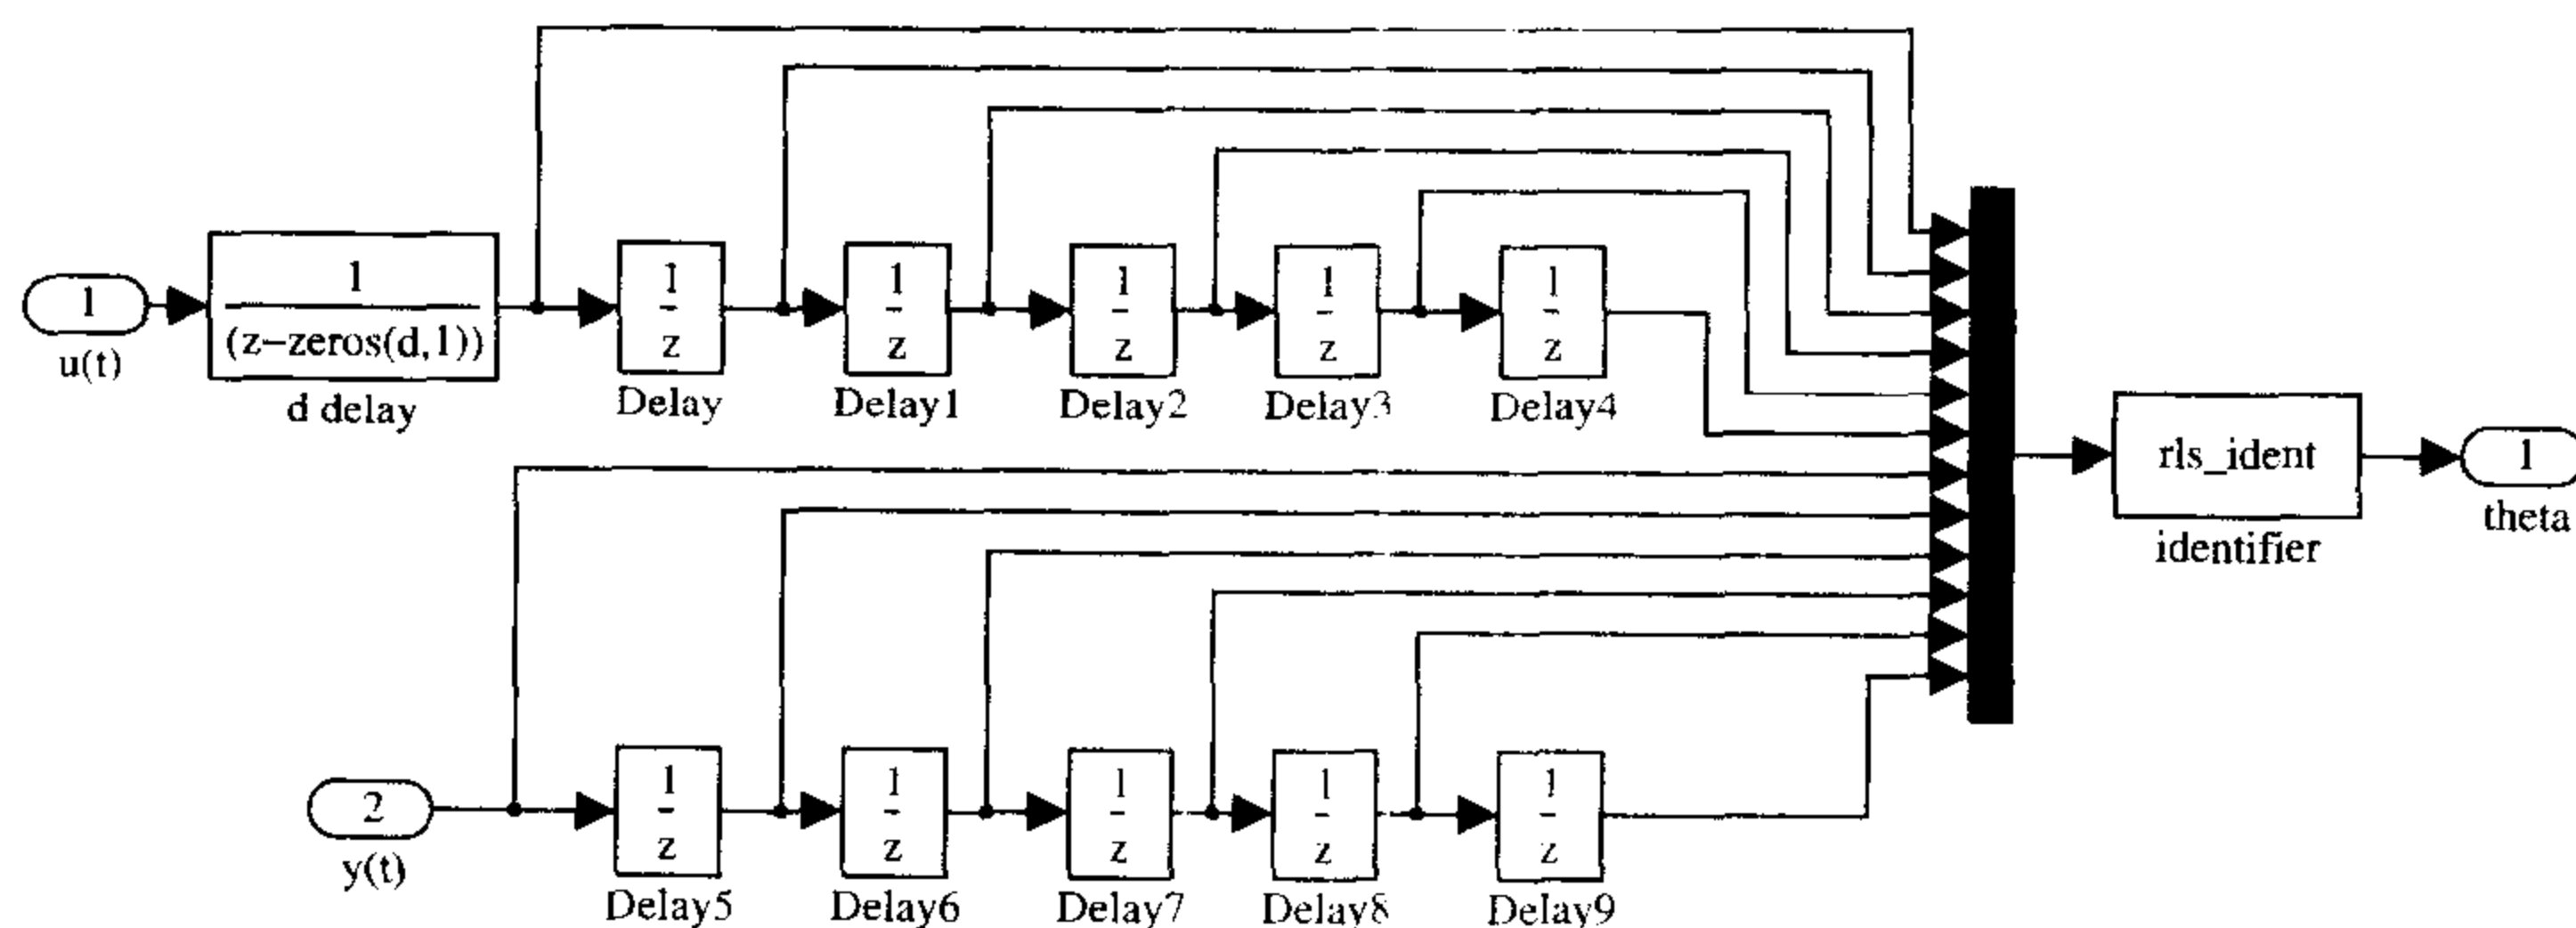 1
u(t)
1
(z−zeros(d,1))
d delay
1
z
Delay
1
z
Delay1
1
z
Delay2
1
z
Delay3
1
z
Delay4
rls_ident
identifier
1
theta
2
y(t)
1
z
Delay5
1
z
Delay6
1
z
Delay7
1
z
Delay8
1
z
Delay9